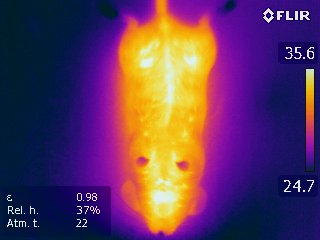 FLIR
35.6
24.7
ε 0.98
Rel. h. 37%
Atm. t. 22